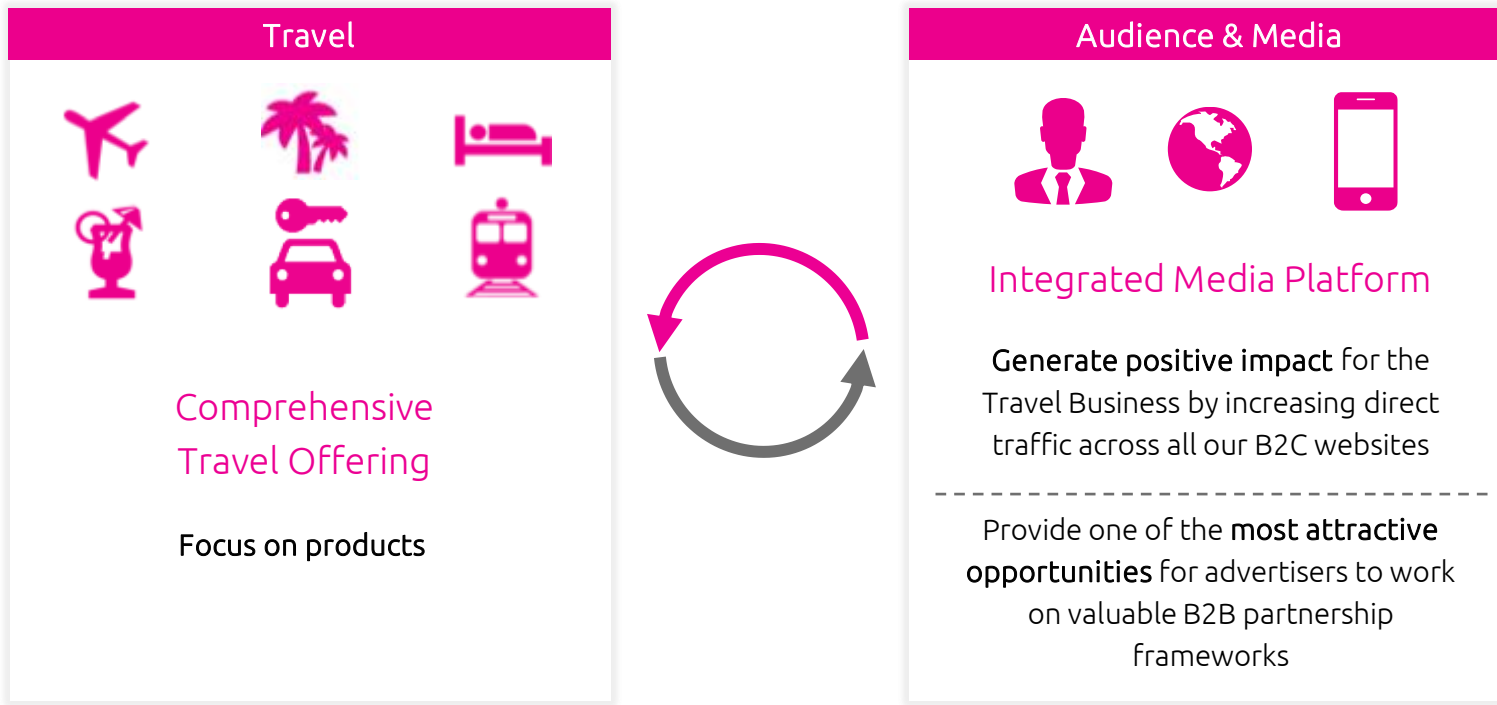 Travel
Comprehensive
Travel Offering
Focus on products
Audience & Media
Integrated Media Platform
Generate positive impact for the
Travel Business by increasing direct
traffic across all our B2C websites
Provide one of the most attractive
opportunities for advertisers to work
on valuable B2B partnership
frameworks